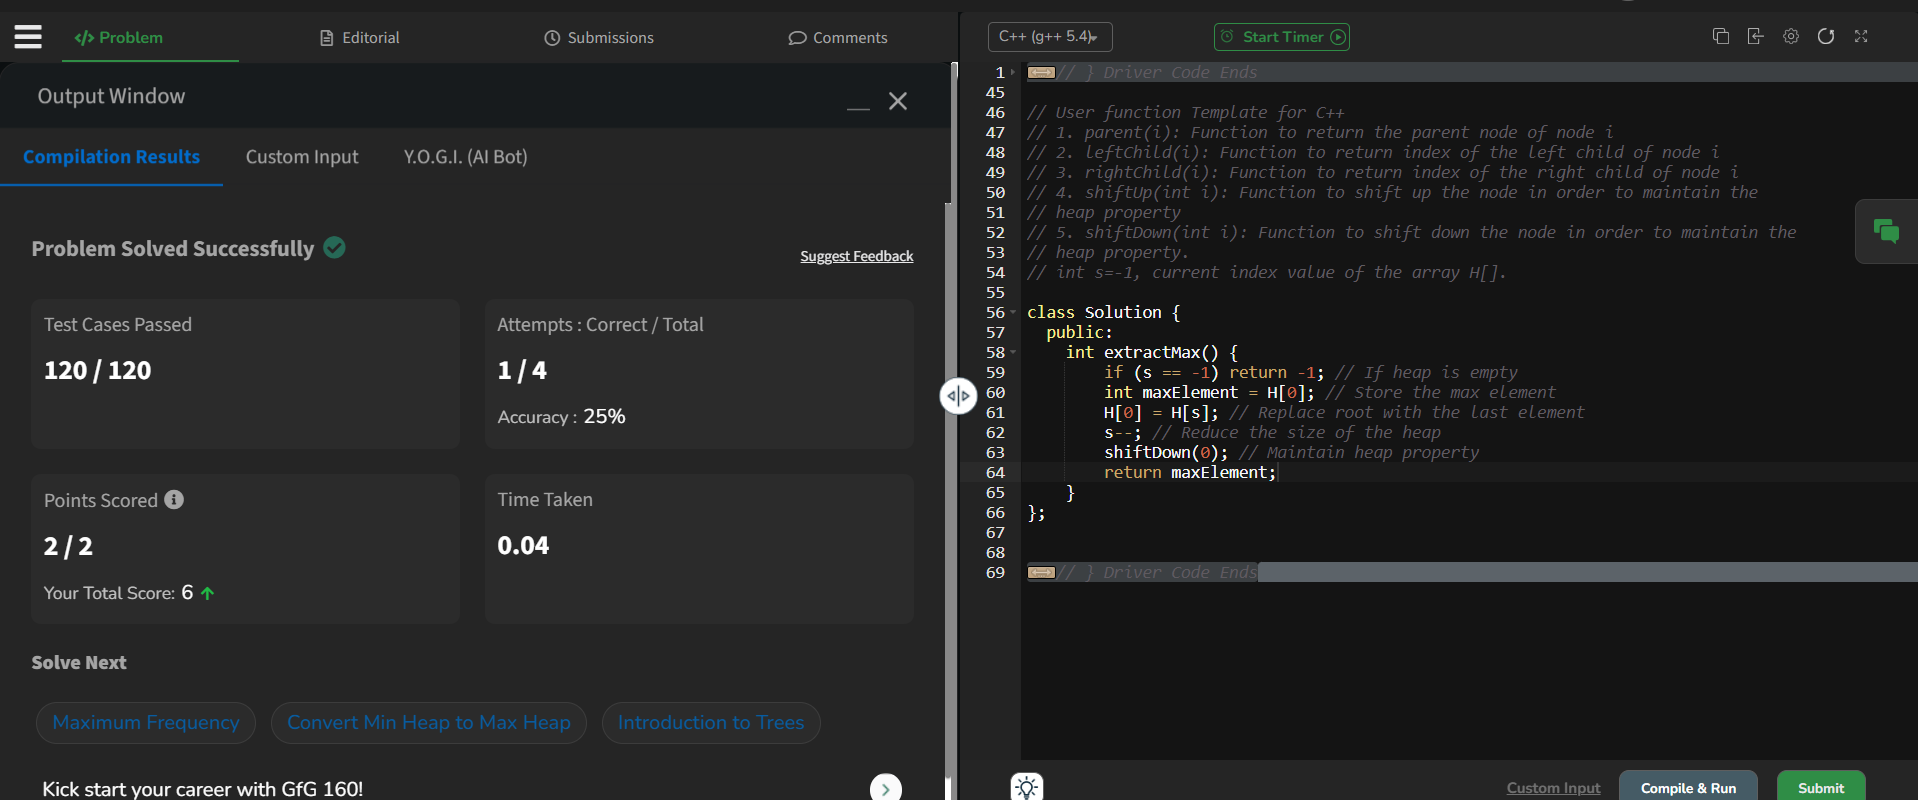 </> Problem
Editorial
Submissions
Comments
Output Window
Compilation Results
Custom Input
Y.O.G.I. (AI Bot)
Problem Solved Successfully
Suggest Feedback
Test Cases Passed
120 / 120
Attempts : Correct / Total
1 / 4
Accuracy : 25%
Points Scored
2 / 2
Your Total Score: 6
Time Taken
0.04
Solve Next
Maximum Frequency
Convert Min Heap to Max Heap
Introduction to Trees
Kick start your career with GfG 160!
C++ (g++ 5.4)
Start Timer
1 // } Driver Code Ends
45
46 // User function Template for C++
47 // 1. parent(i): Function to return the parent node of node i
48 // 2. leftChild(i): Function to return index of the left child of node i
49 // 3. rightChild(i): Function to return index of the right child of node i
50 // 4. shiftUp(int i): Function to shift up the node in order to maintain the
51 // heap property
52 // 5. shiftDown(int i): Function to shift down the node in order to maintain the
53 // heap property.
54 // int s=-1, current index value of the array H[].
55
56 class Solution {
57 public:
58 int extractMax() {
59 if (s == -1) return -1; // If heap is empty
60 int maxElement = H[0]; // Store the max element
61 H[0] = H[s]; // Replace root with the last element
62 s--; // Reduce the size of the heap
63 shiftDown(0); // Maintain heap property
64 return maxElement;
65 }
66 };
67
68
69 // } Driver Code Ends
Custom Input
Compile & Run
Submit